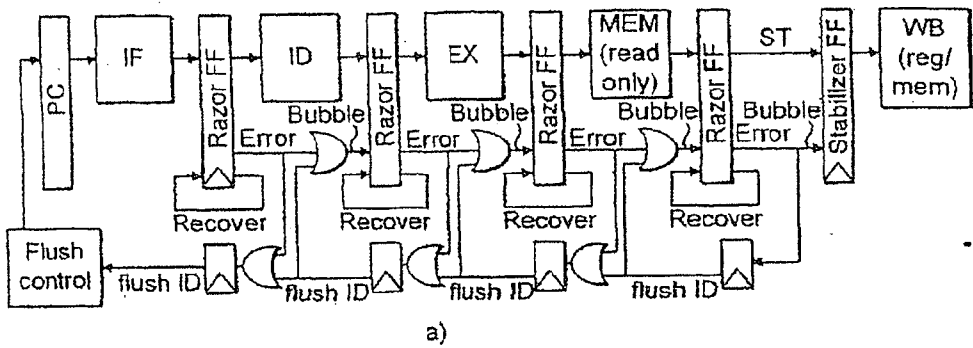 PC
IF
Razor FF
ID
Razor FF
EX
Razor FF
MEM
(read
only)
Razor FF
ST
Stabilizer FF
WB
(reg/
mem)
Error
Bubble
Error
Bubble
Error
Bubble
Error
Bubble
Recover
Recover
Recover
Recover
Flush
control
flush ID
flush ID
flush ID
flush ID
a)